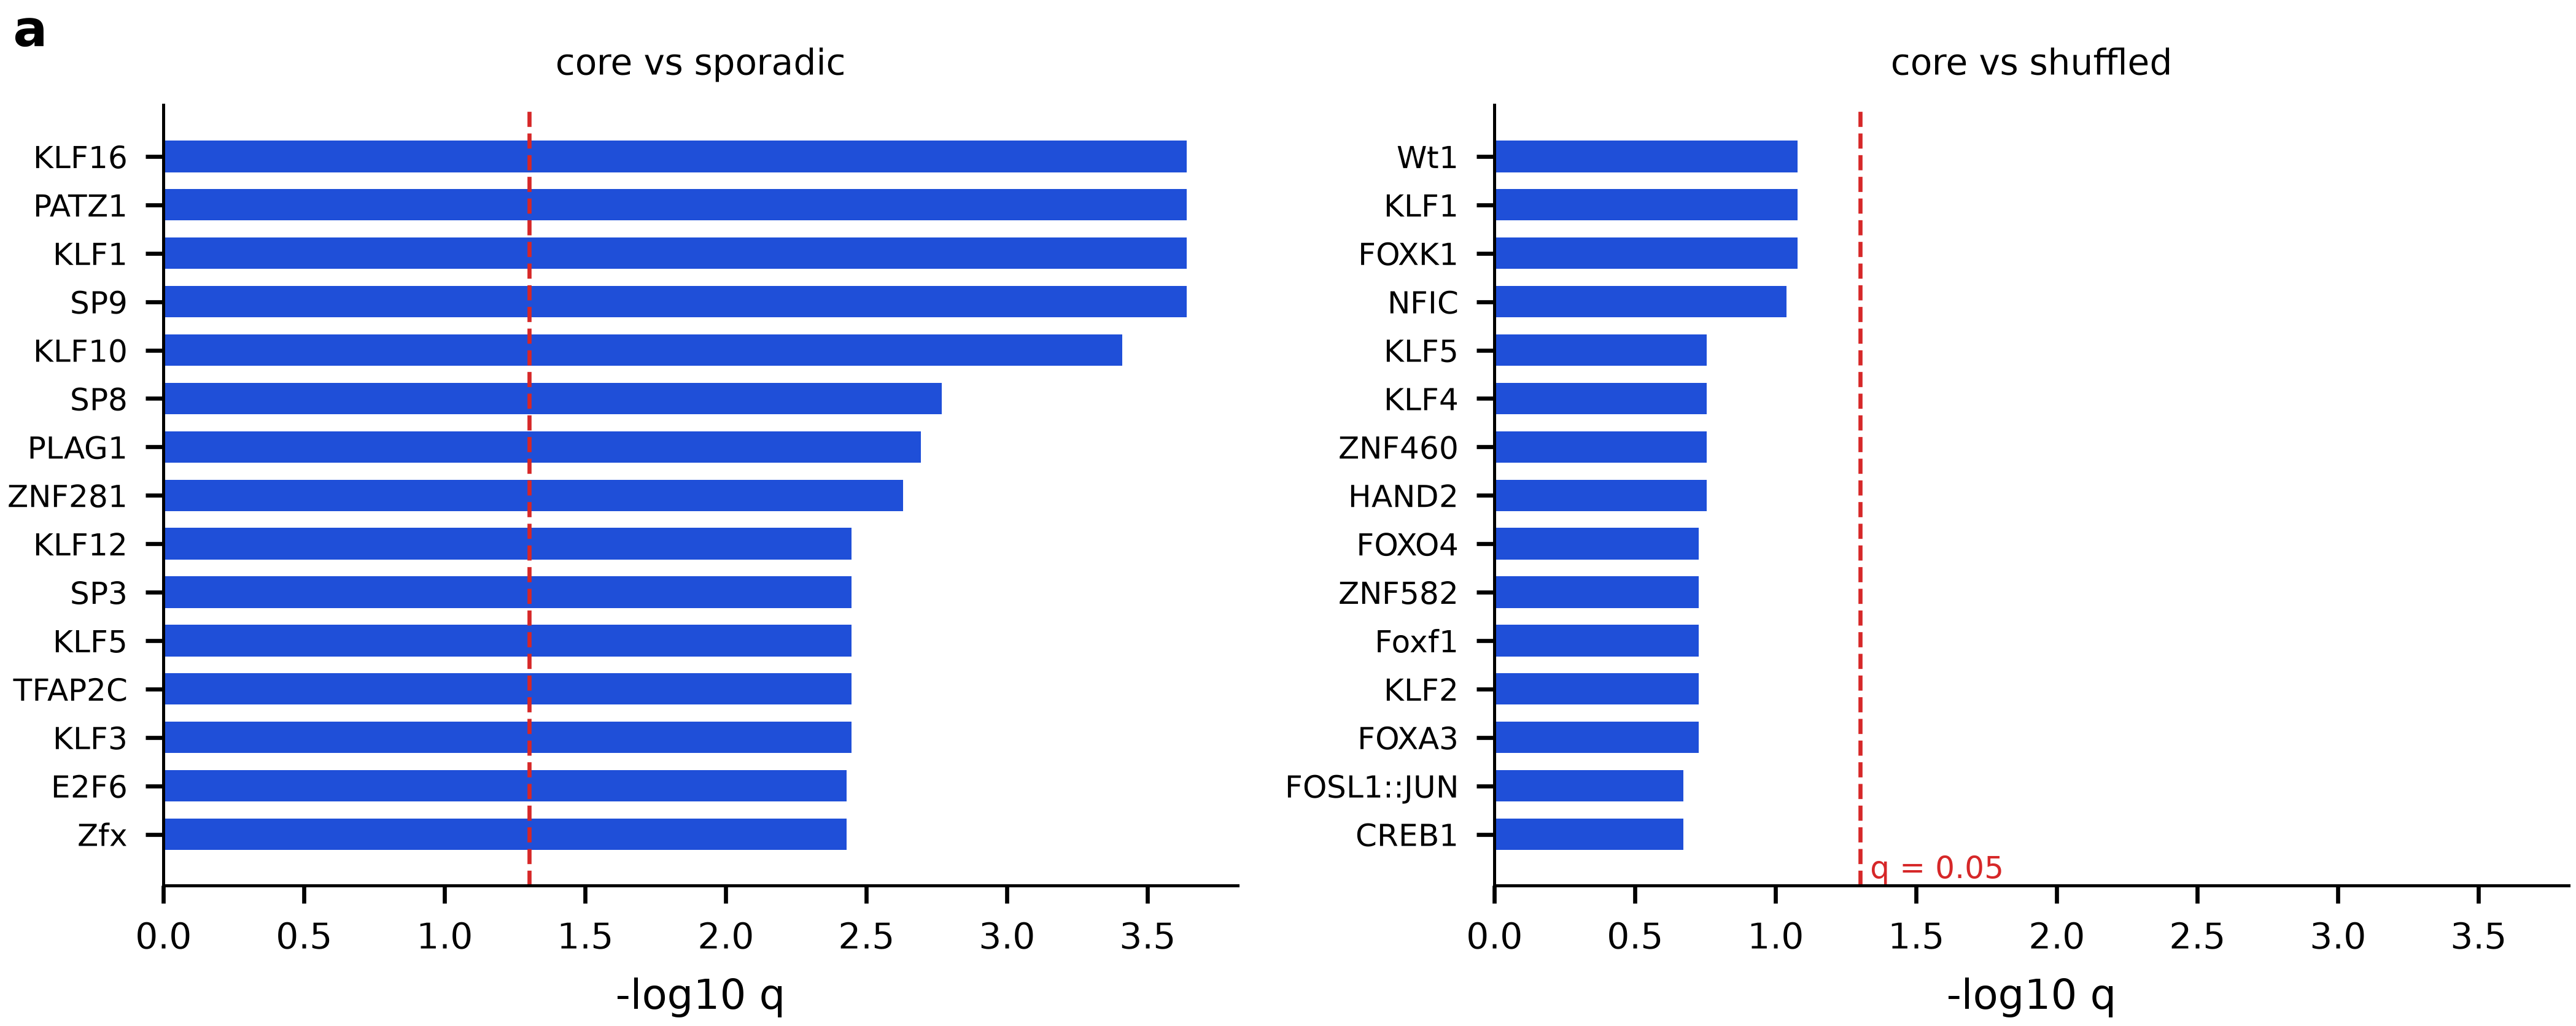 a
core vs sporadic
KLF16
PATZ1
KLF1
SP9
KLF10
SP8
PLAG1
ZNF281
KLF12
SP3
KLF5
TFAP2C
KLF3
E2F6
Zfx
0.0 0.5 1.0 1.5 2.0 2.5 3.0 3.5
-log10 q
core vs shuffled
Wt1
KLF1
FOXK1
NFIC
KLF5
KLF4
ZNF460
HAND2
FOXO4
ZNF582
Foxf1
KLF2
FOXA3
FOSL1::JUN
CREB1
q = 0.05
0.0 0.5 1.0 1.5 2.0 2.5 3.0 3.5
-log10 q